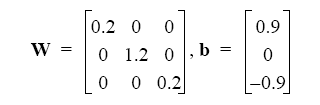 W = [0.2 0 0; 0 1.2 0; 0 0 0.2], b = [0.9; 0; -0.9]